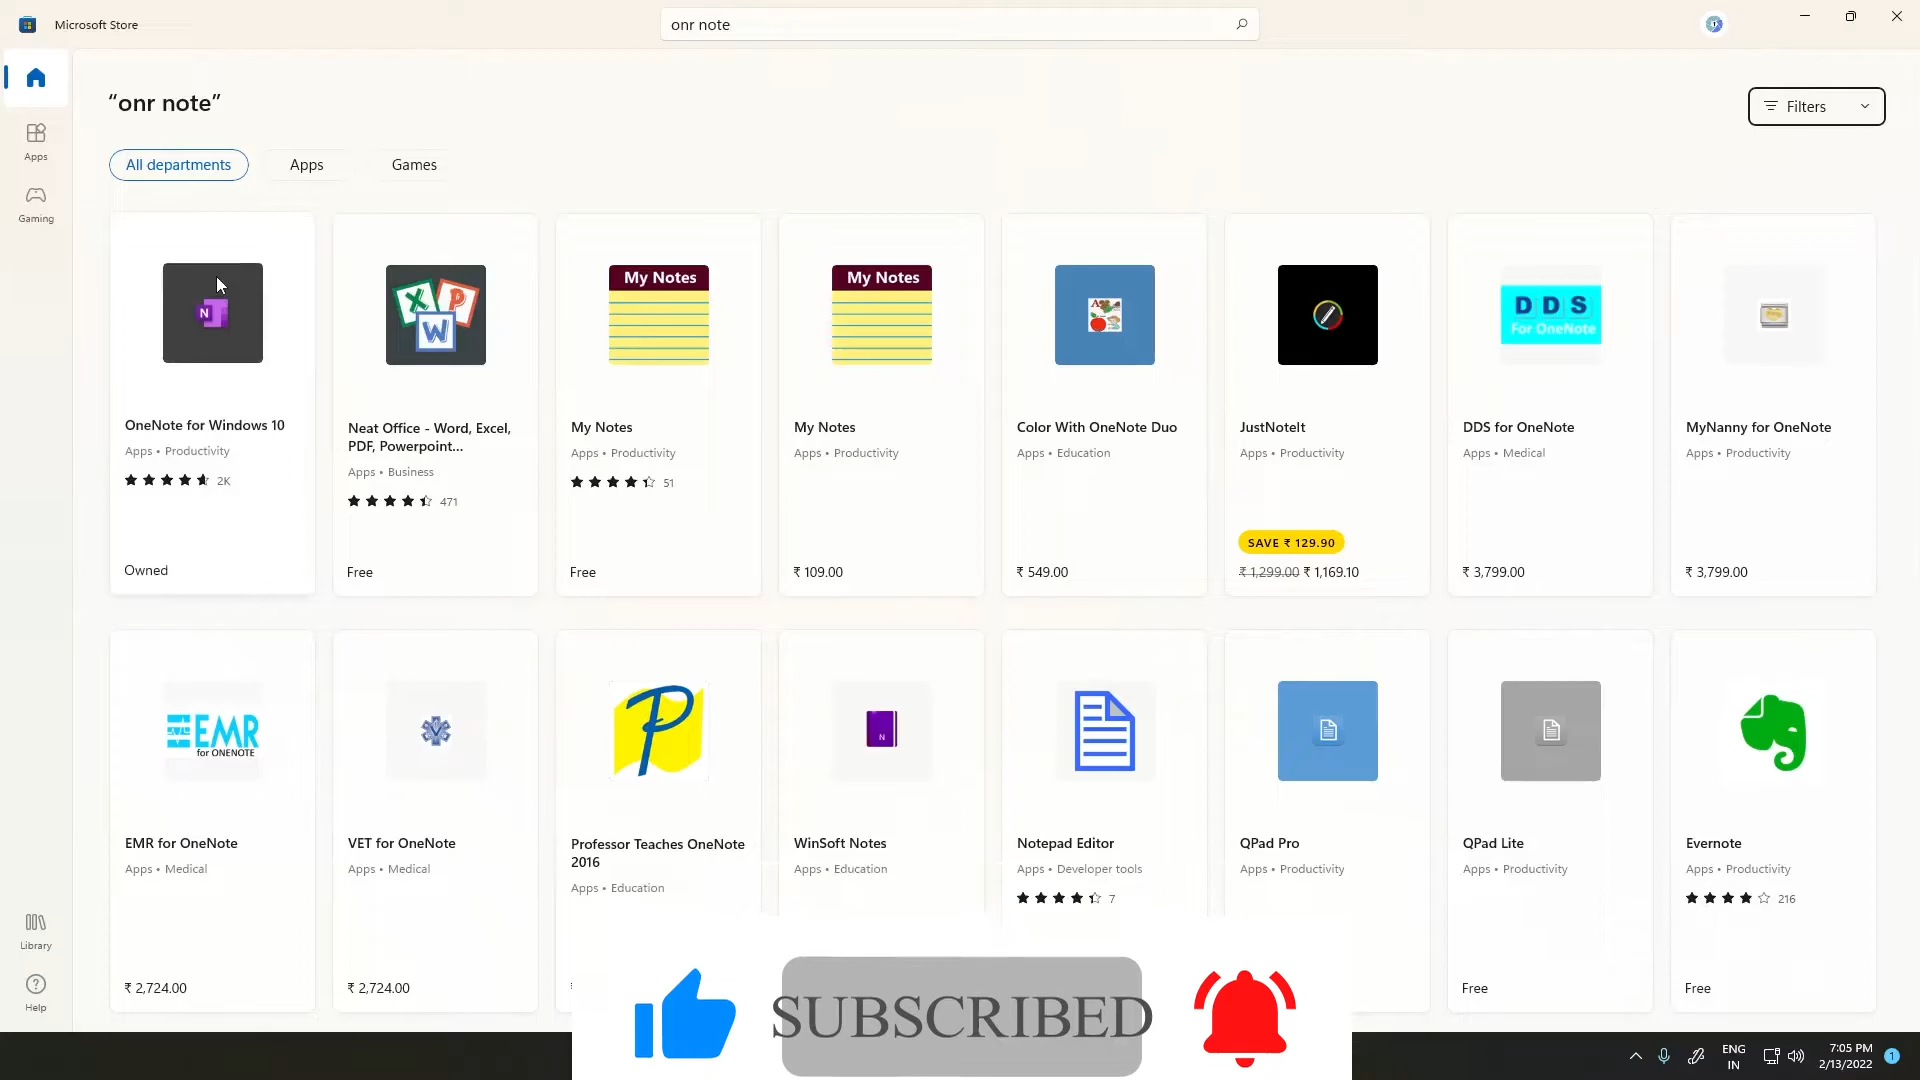 Microsoft Store
onr note
“onr note”
Filters
All departments
Apps
Games
Apps
Gaming
N
X P W
My Notes
My Notes
DDS
For OneNote
OneNote for Windows 10
Apps • Productivity
2K
Owned
Neat Office - Word, Excel,
PDF, Powerpoint...
Apps • Business
471
Free
My Notes
Apps • Productivity
51
Free
My Notes
Apps • Productivity
₹ 109.00
Color With OneNote Duo
Apps • Education
₹ 549.00
JustNoteIt
Apps • Productivity
SAVE ₹ 129.90
₹ 1,299.00 ₹ 1,169.10
DDS for OneNote
Apps • Medical
₹ 3,799.00
MyNanny for OneNote
Apps • Productivity
₹ 3,799.00
EMR
for ONENOTE
EMR for OneNote
Apps • Medical
₹ 2,724.00
V
VET for OneNote
Apps • Medical
₹ 2,724.00
P
Professor Teaches OneNote
2016
Apps • Education
N
WinSoft Notes
Apps • Education
Notepad Editor
Apps • Developer tools
7
QPad Pro
Apps • Productivity
QPad Lite
Apps • Productivity
Free
Evernote
Apps • Productivity
216
Free
Library
Help
SUBSCRIBED
ENG
IN
7:05 PM
2/13/2022
1